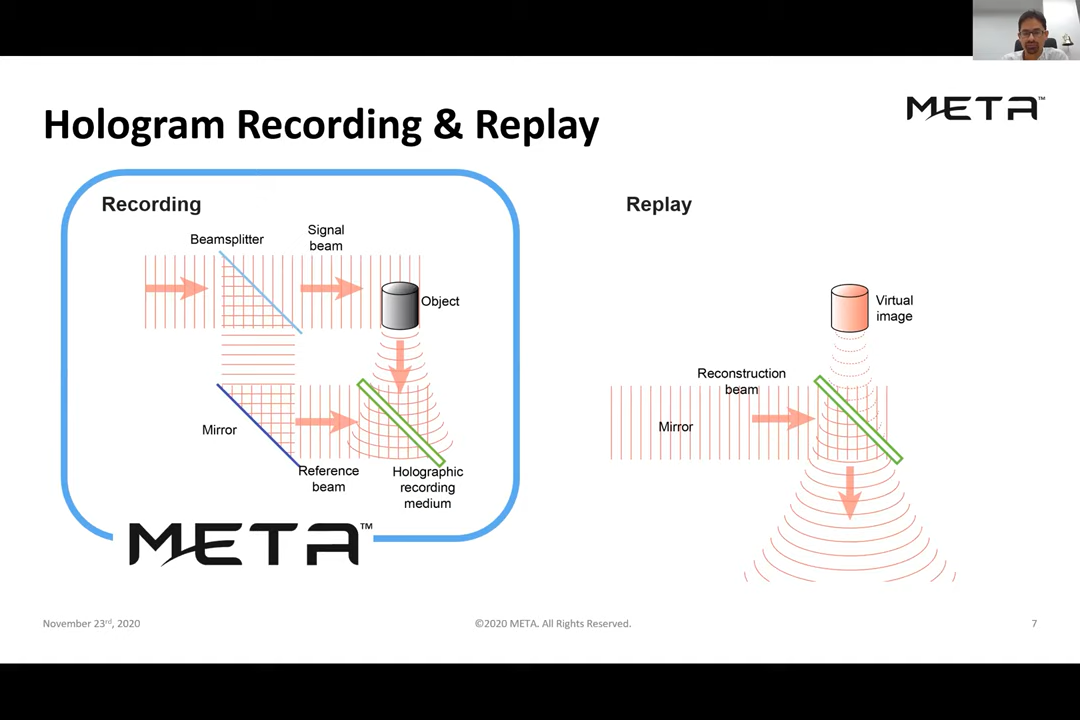 META™
Hologram Recording & Replay
Recording
Beamsplitter
Signal
beam
Object
Mirror
Reference
beam
Holographic
recording
medium
META™
Replay
Virtual
image
Reconstruction
beam
Mirror
November 23rd, 2020
©2020 META. All Rights Reserved.
7